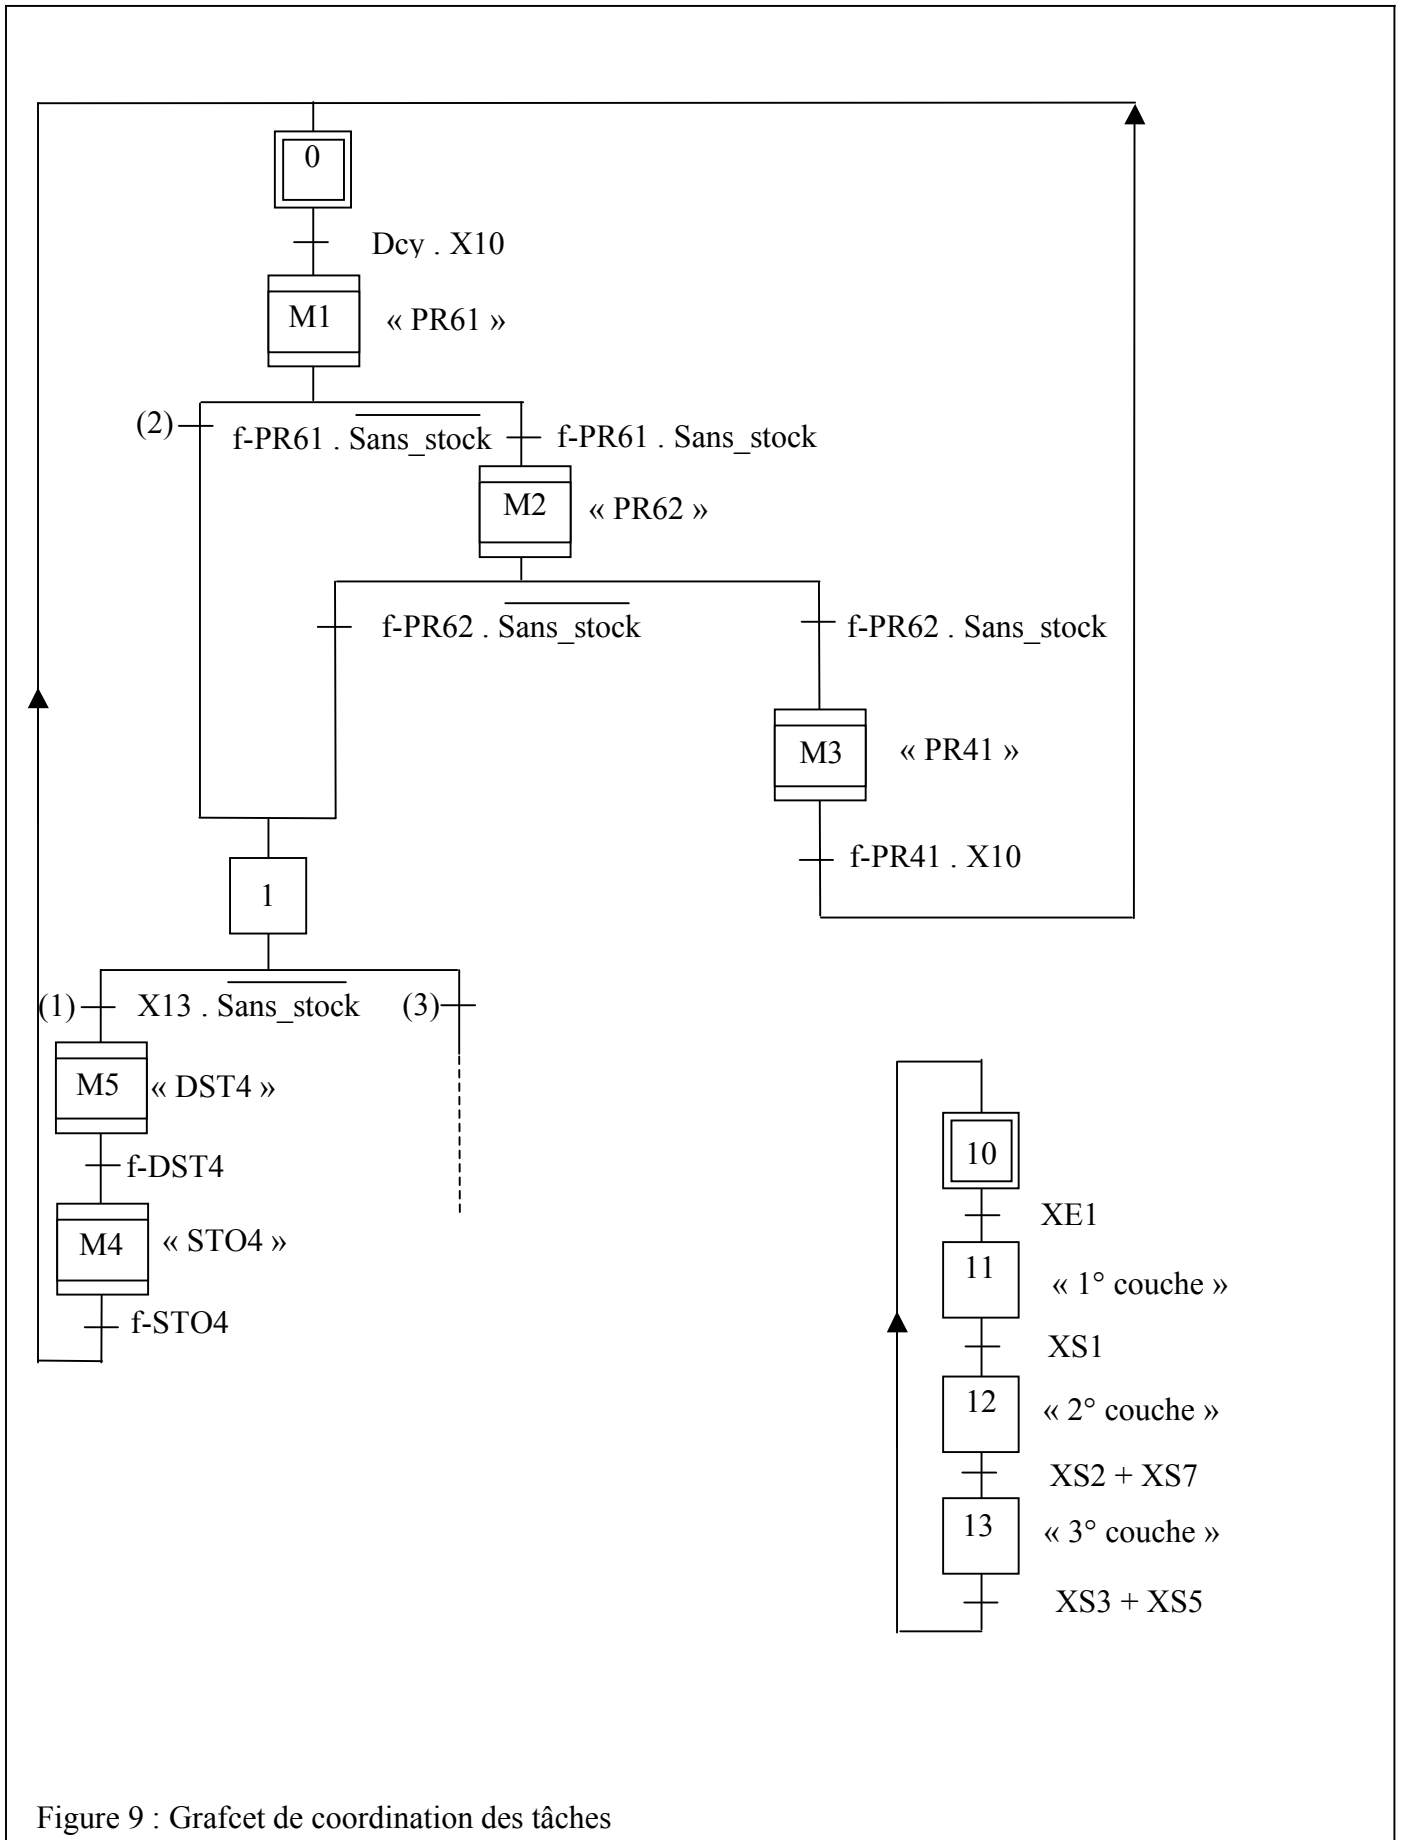 0
Dcy . X10
M1 « PR61 »
(2) f-PR61 . Sans_stock f-PR61 . Sans_stock
M2 « PR62 »
f-PR62 . Sans_stock f-PR62 . Sans_stock
M3 « PR41 »
f-PR41 . X10
1
(1) X13 . Sans_stock (3)
M5 « DST4 »
f-DST4
M4 « STO4 »
f-STO4
10
XE1
11 « 1° couche »
XS1
12 « 2° couche »
XS2 + XS7
13 « 3° couche »
XS3 + XS5
Figure 9 : Grafcet de coordination des tâches